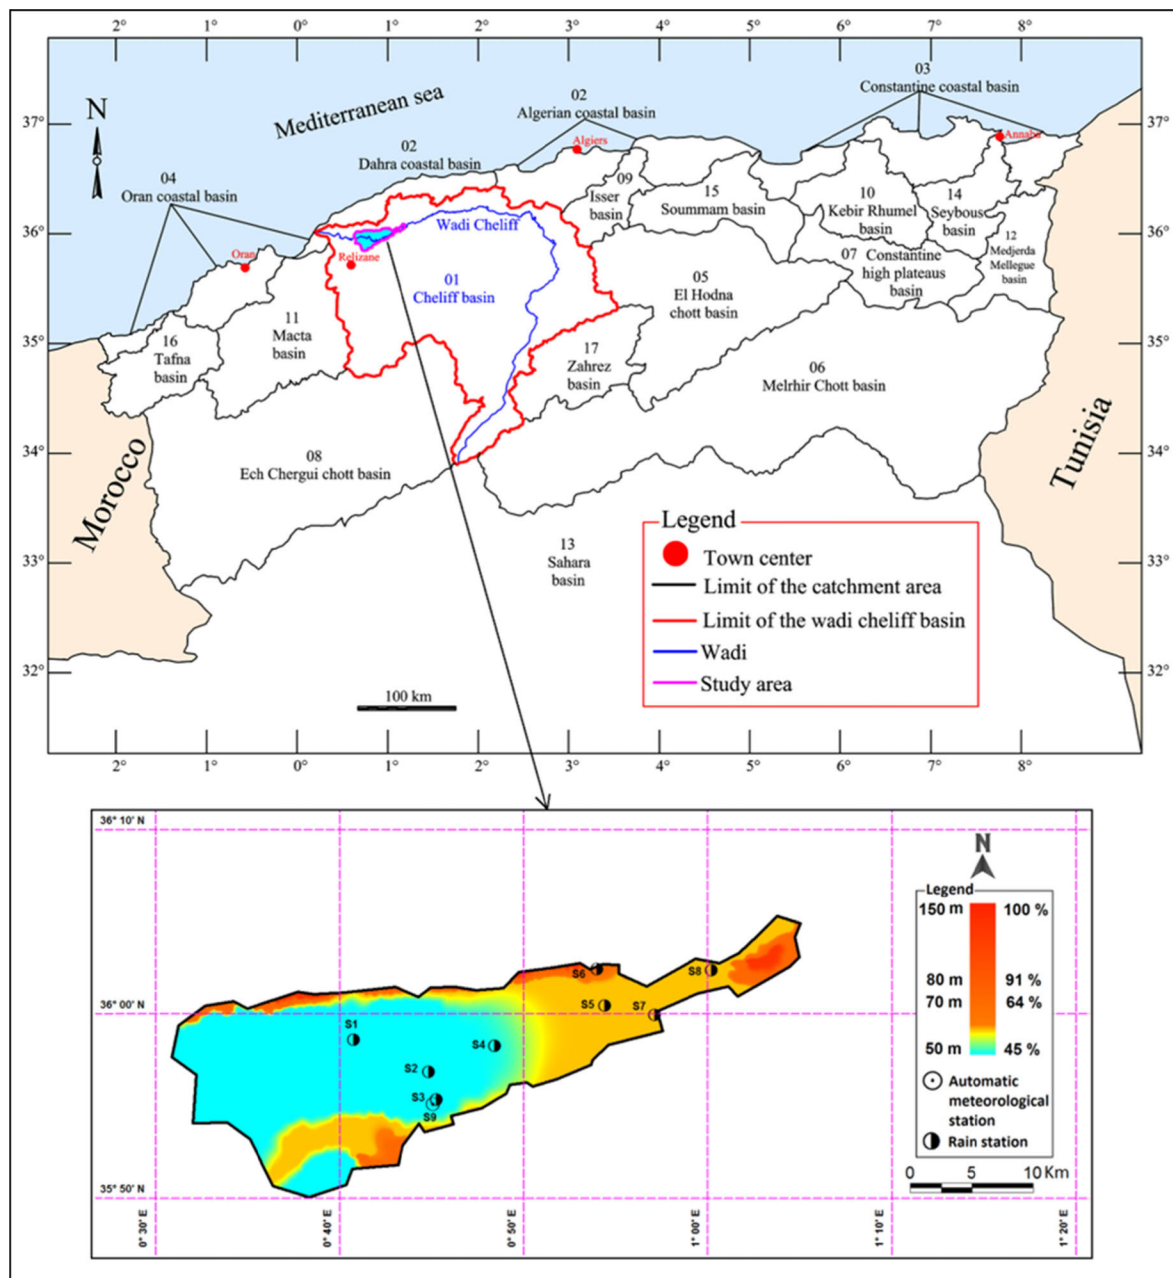 2° 1° 0° 1° 2° 3° 4° 5° 6° 7° 8°
03
Constantine coastal basin
02
Algerian coastal basin
Mediterranean sea
N
37°
37°
Annaba
Algiers
02
Dahra coastal basin
04
Oran coastal basin
09
Isser
basin
15
Soummam basin
10
Kebir Rhumel
basin
14
Seybous
basin
36°
36°
Wadi Cheliff
12
Medjerda
Mellegue
basin
07
Constantine
high plateaus
basin
Oran
Relizane
01
Cheliff basin
05
El Hodna
chott basin
11
Macta
basin
16
Tafna
basin
35°
35°
17
Zahrez
basin
06
Melrhir Chott basin
34°
34°
08
Ech Chergui chott basin
Morocco
Tunisia
33°
33°
13
Sahara
basin
32°
32°
Legend
Town center
Limit of the catchment area
Limit of the wadi cheliff basin
Wadi
Study area
100 km
2° 1° 0° 1° 2° 3° 4° 5° 6° 7° 8°
36° 10' N
36° 00' N
35° 50' N
S1
S2
S3
S9
S4
S5
S6
S7
S8
N
Legend
150 m 100 %
80 m 91 %
70 m 64 %
50 m 45 %
Automatic
meteorological
station
Rain station
0 5 10 Km
0° 30' E
0° 40' E
0° 50' E
1° 00' E
1° 10' E
1° 20' E